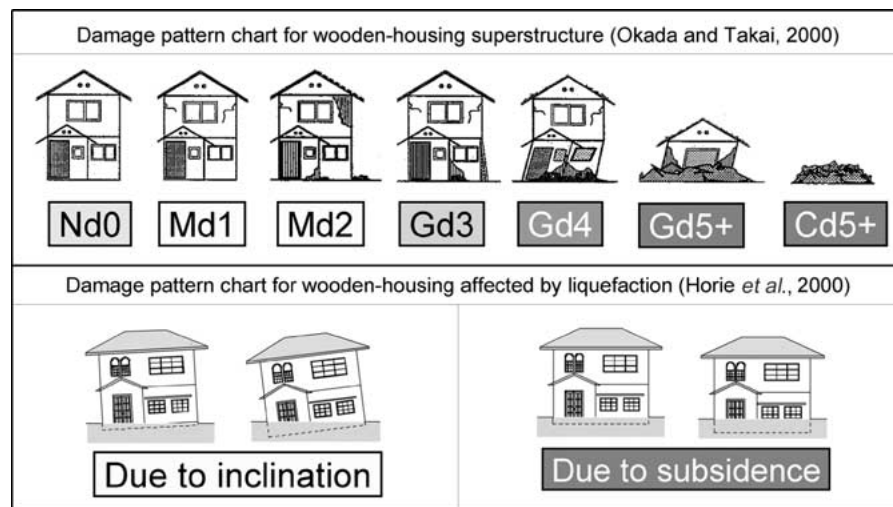 Damage pattern chart for wooden-housing superstructure (Okada and Takai, 2000)
Nd0 Md1 Md2 Gd3 Gd4 Gd5+ Cd5+
Damage pattern chart for wooden-housing affected by liquefaction (Horie et al., 2000)
Due to inclination Due to subsidence